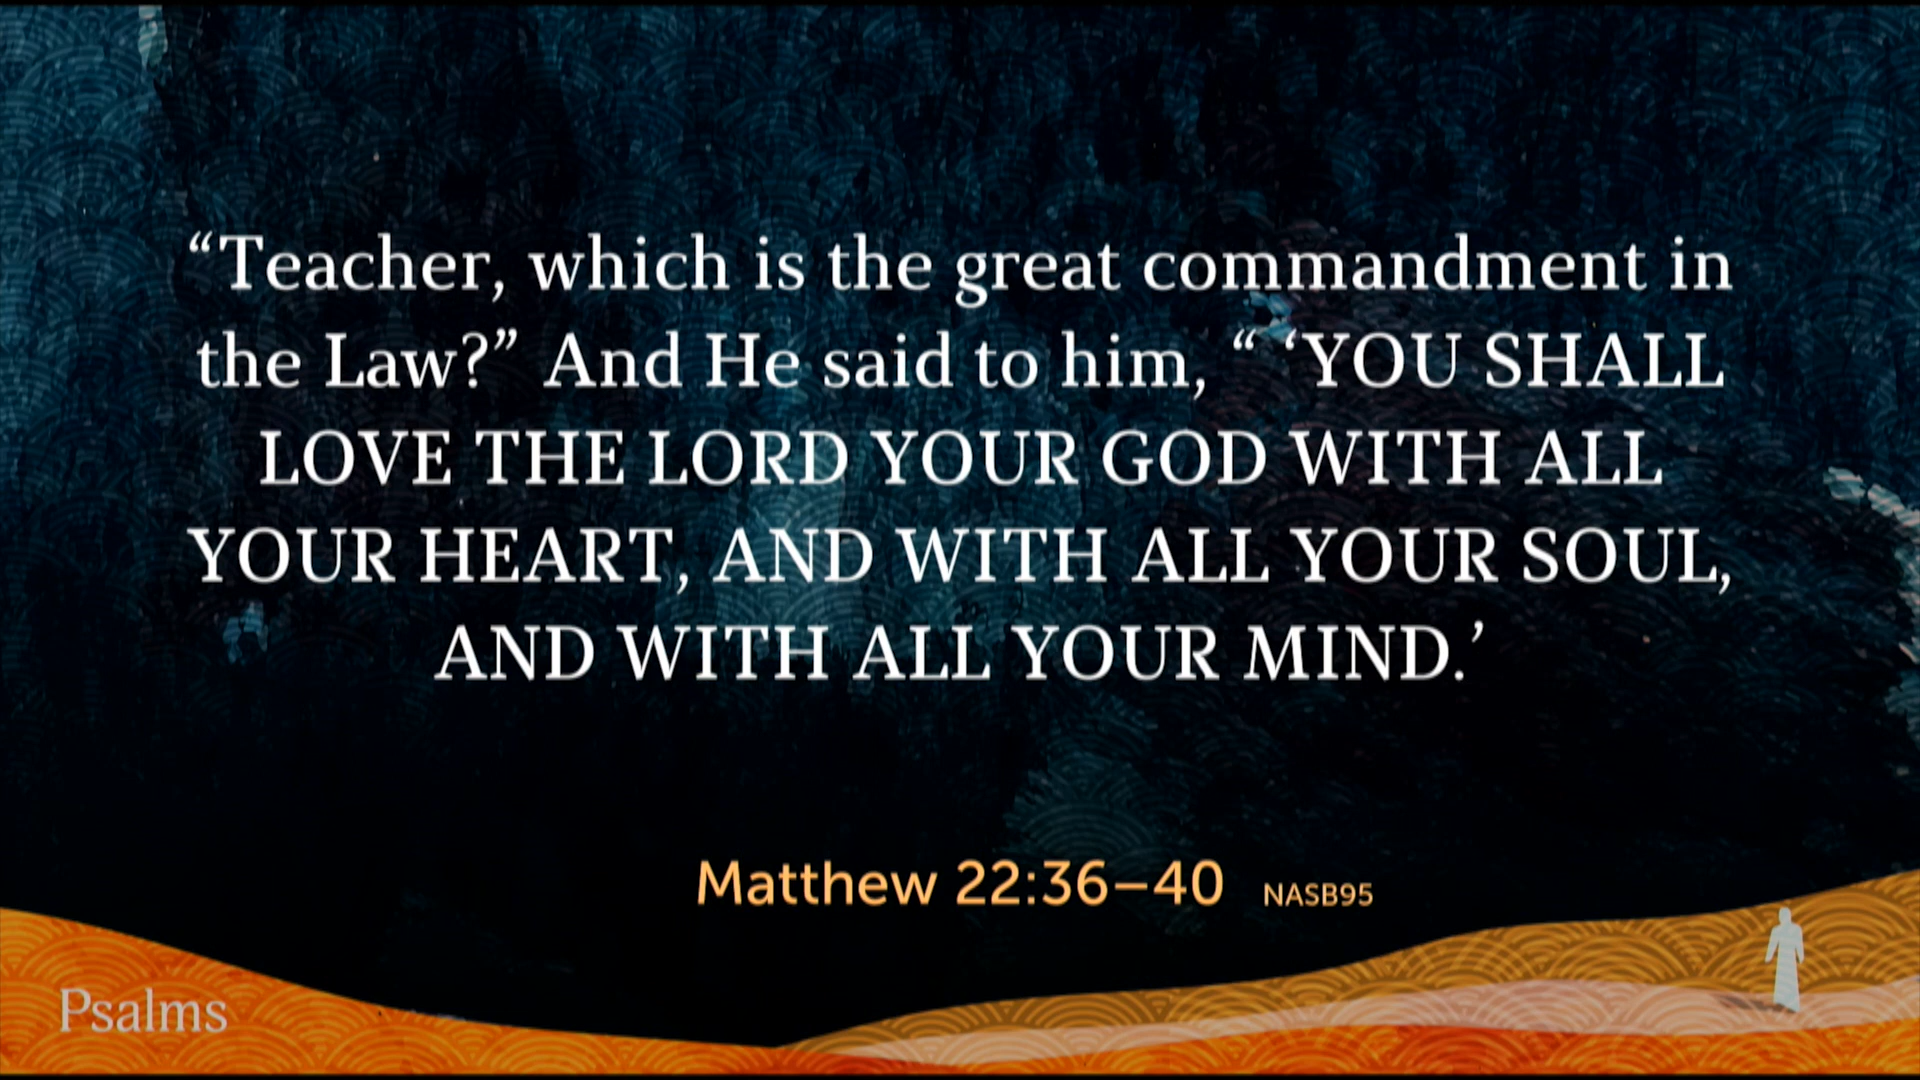 “Teacher, which is the great commandment in
the Law?” And He said to him, “ ‘YOU SHALL
LOVE THE LORD YOUR GOD WITH ALL
YOUR HEART, AND WITH ALL YOUR SOUL,
AND WITH ALL YOUR MIND.’
Matthew 22:36–40 NASB95
Psalms